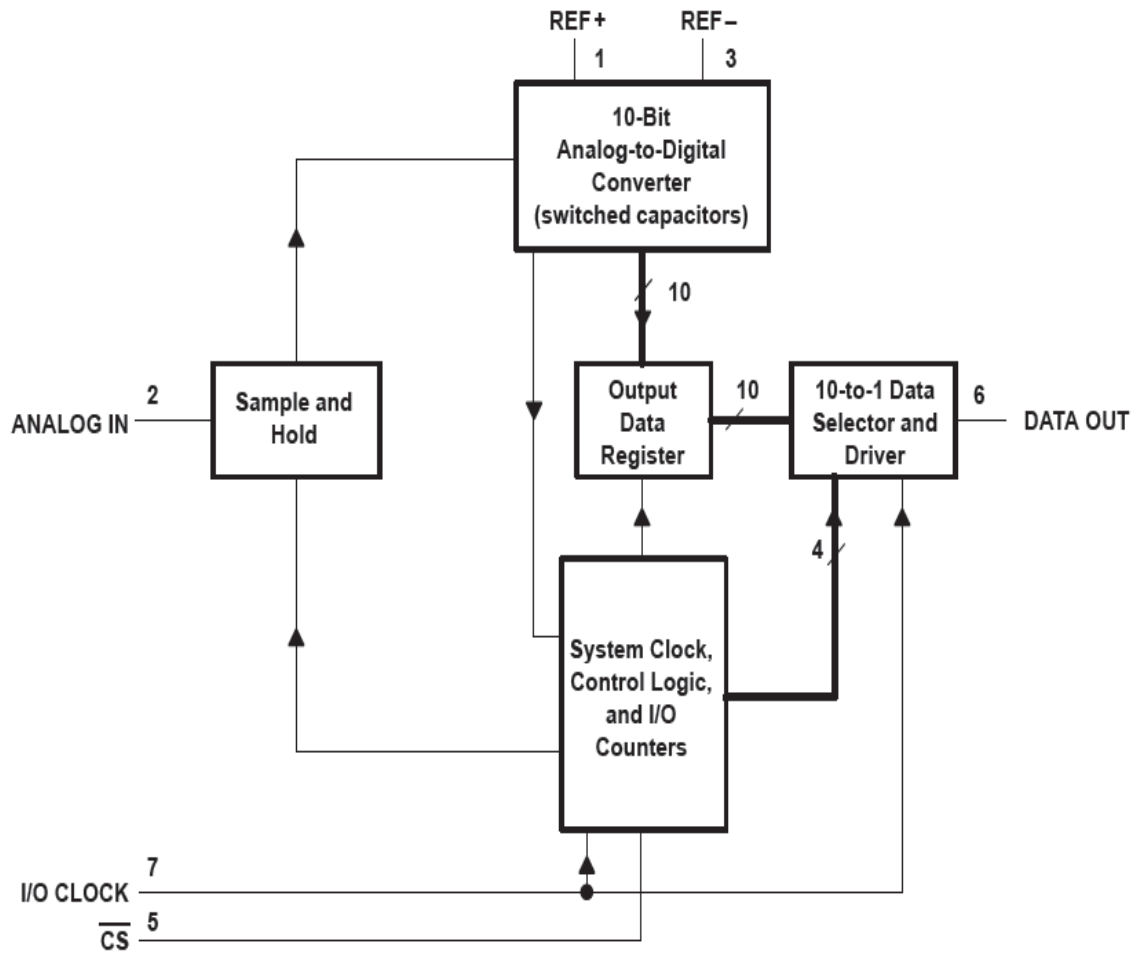 REF+
REF–
1
3
10-Bit
Analog-to-Digital
Converter
(switched capacitors)
10
2
ANALOG IN
Sample and
Hold
Output
Data
Register
10
10-to-1 Data
Selector and
Driver
6
DATA OUT
4
System Clock,
Control Logic,
and I/O
Counters
7
I/O CLOCK
5
C̅S̅